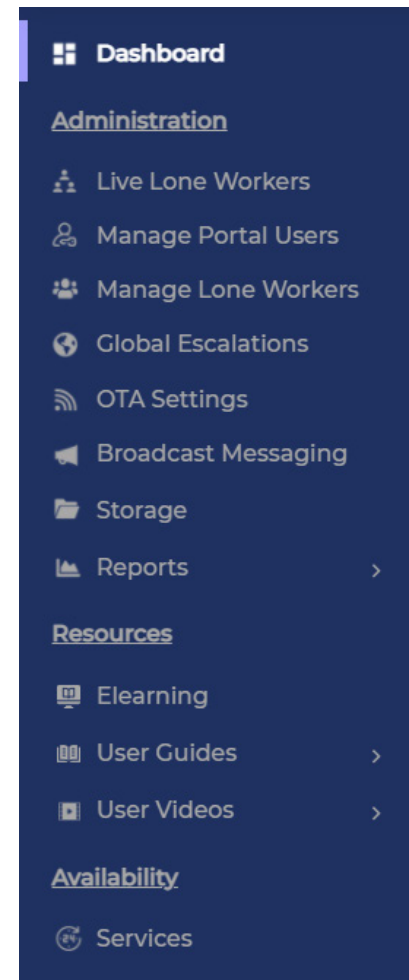 Dashboard
Administration
Live Lone Workers
Manage Portal Users
Manage Lone Workers
Global Escalations
OTA Settings
Broadcast Messaging
Storage
Reports
Resources
Elearning
User Guides
User Videos
Availability
Services